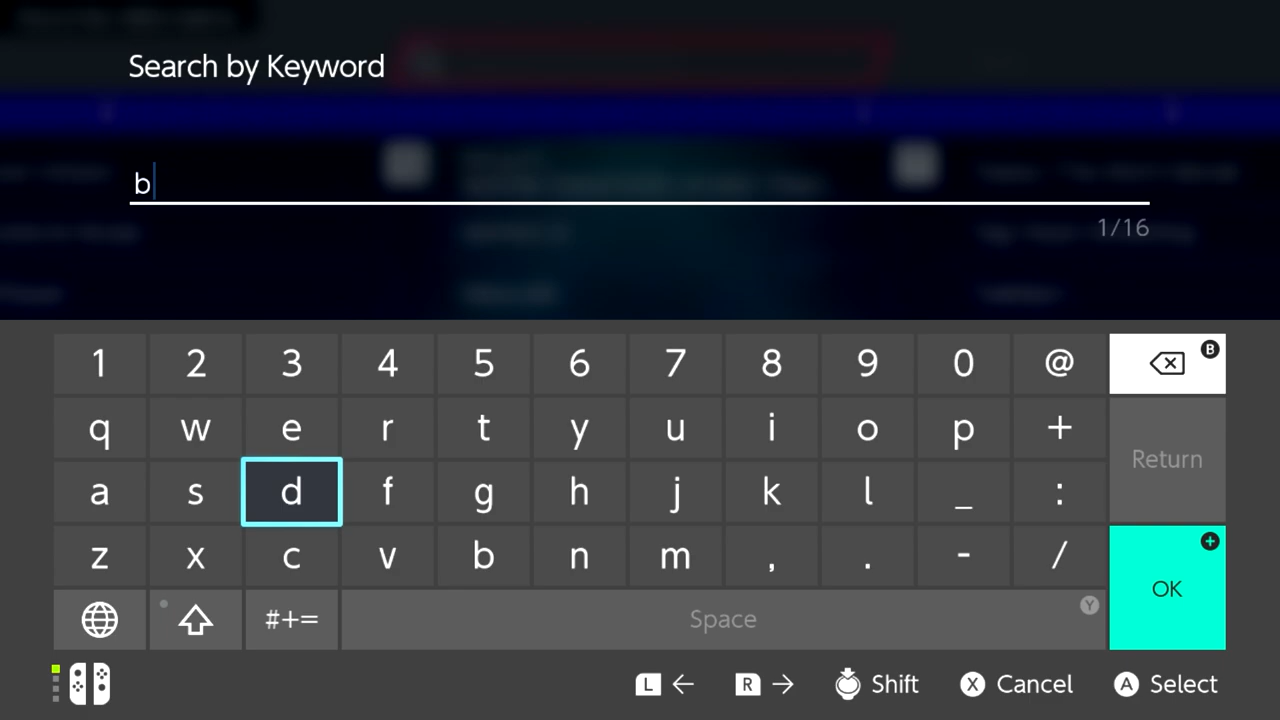 Search by Keyword
b
1/16
1 2 3 4 5 6 7 8 9 0 @ B
q w e r t y u i o p + Return
a s d f g h j k l _ :
z x c v b n m , . - / OK
#+= Space Y
L ← R → Shift X Cancel A Select